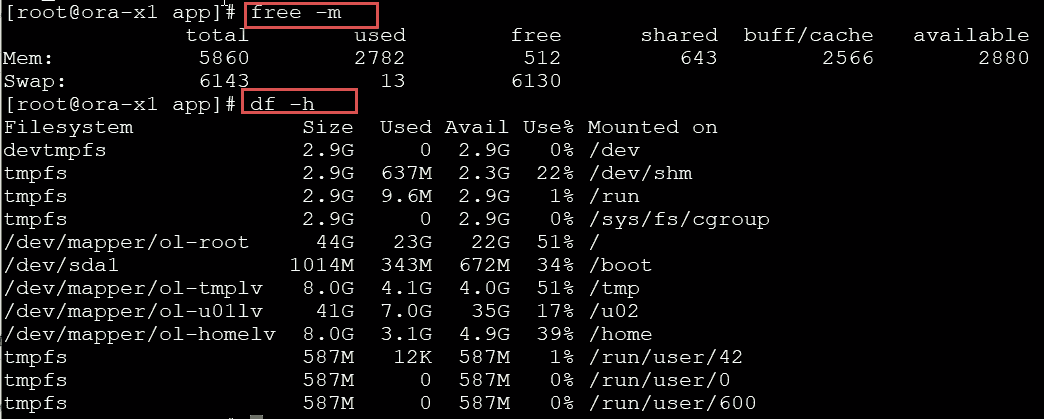 [root@ora-x1 app]# free -m
total used free shared buff/cache available
Mem: 5860 2782 512 643 2566 2880
Swap: 6143 13 6130
[root@ora-x1 app]# df -h
Filesystem Size Used Avail Use% Mounted on
devtmpfs 2.9G 0 2.9G 0% /dev
tmpfs 2.9G 637M 2.3G 22% /dev/shm
tmpfs 2.9G 9.6M 2.9G 1% /run
tmpfs 2.9G 0 2.9G 0% /sys/fs/cgroup
/dev/mapper/ol-root 44G 23G 22G 51% /
/dev/sda1 1014M 343M 672M 34% /boot
/dev/mapper/ol-tmplv 8.0G 4.1G 4.0G 51% /tmp
/dev/mapper/ol-u01lv 41G 7.0G 35G 17% /u02
/dev/mapper/ol-homelv 8.0G 3.1G 4.9G 39% /home
tmpfs 587M 12K 587M 1% /run/user/42
tmpfs 587M 0 587M 0% /run/user/0
tmpfs 587M 0 587M 0% /run/user/600